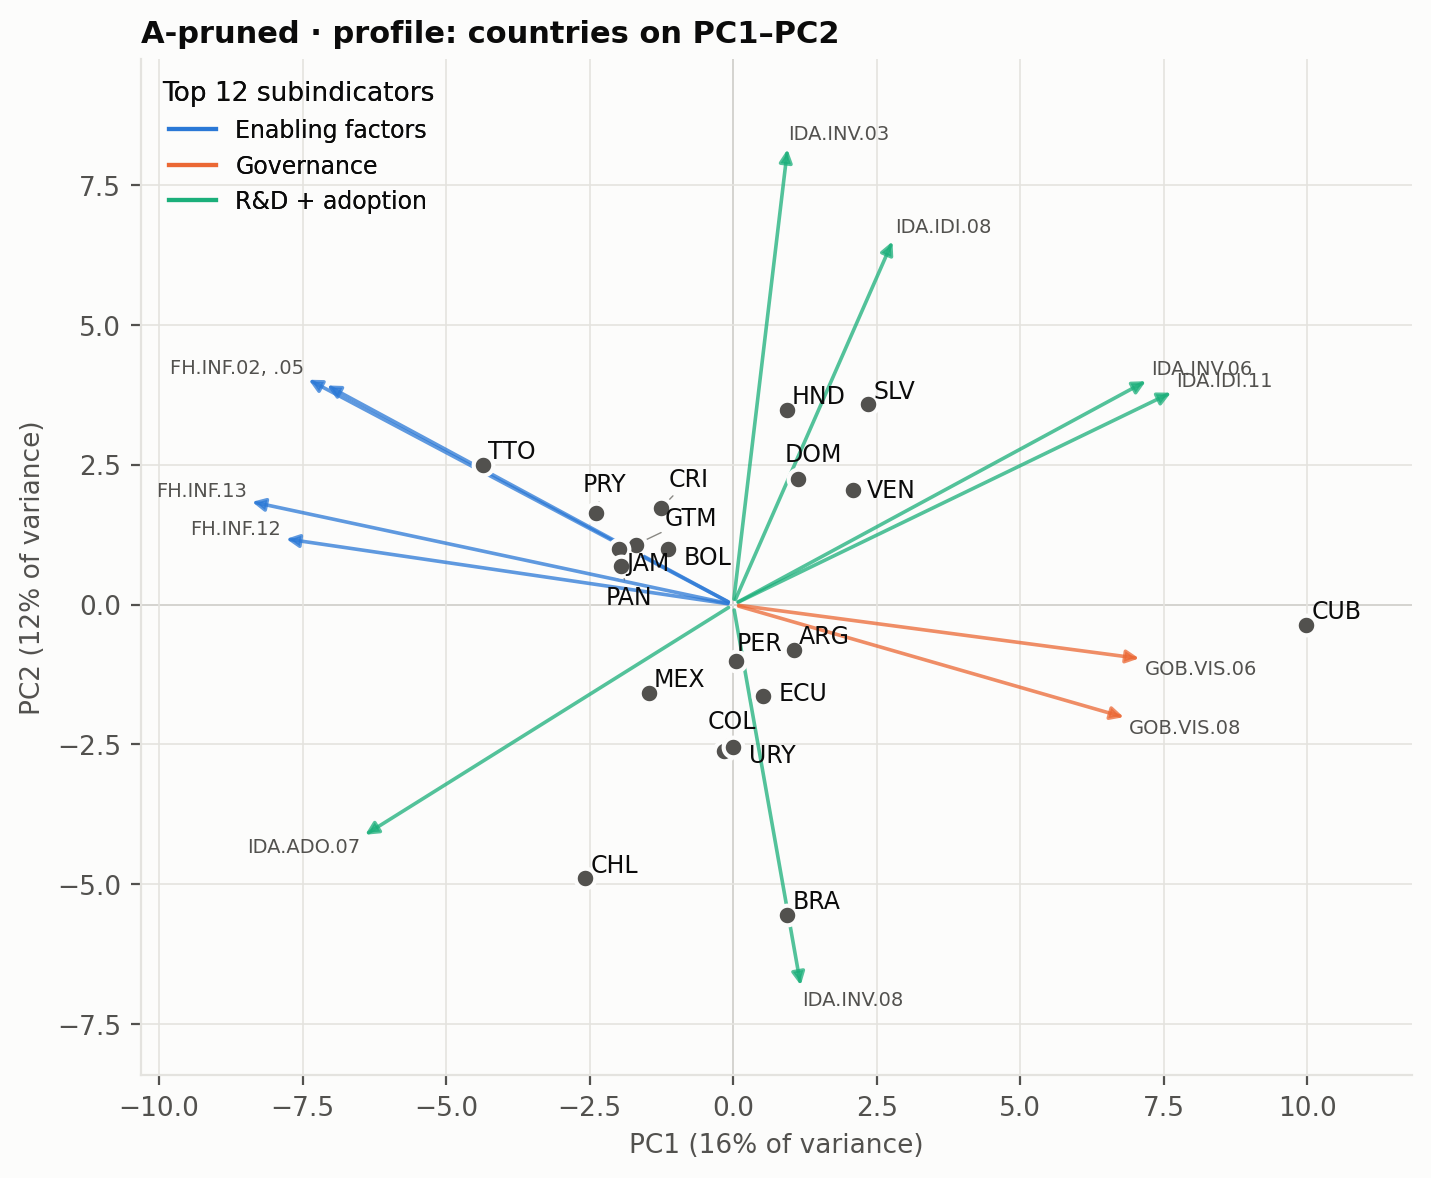 A-pruned · profile: countries on PC1–PC2
Top 12 subindicators
Enabling factors
Governance
R&D + adoption
IDA.INV.03
IDA.IDI.08
FH.INF.02, .05
IDA.INV.06
IDA.IDI.11
HND
SLV
TTO
DOM
PRY
CRI
VEN
FH.INF.13
GTM
FH.INF.12
BOL
JAM
PAN
CUB
PER
ARG
GOB.VIS.06
MEX
ECU
COL
GOB.VIS.08
URY
IDA.ADO.07
CHL
BRA
IDA.INV.08
7.5
5.0
2.5
0.0
−2.5
−5.0
−7.5
PC2 (12% of variance)
−10.0 −7.5 −5.0 −2.5 0.0 2.5 5.0 7.5 10.0
PC1 (16% of variance)